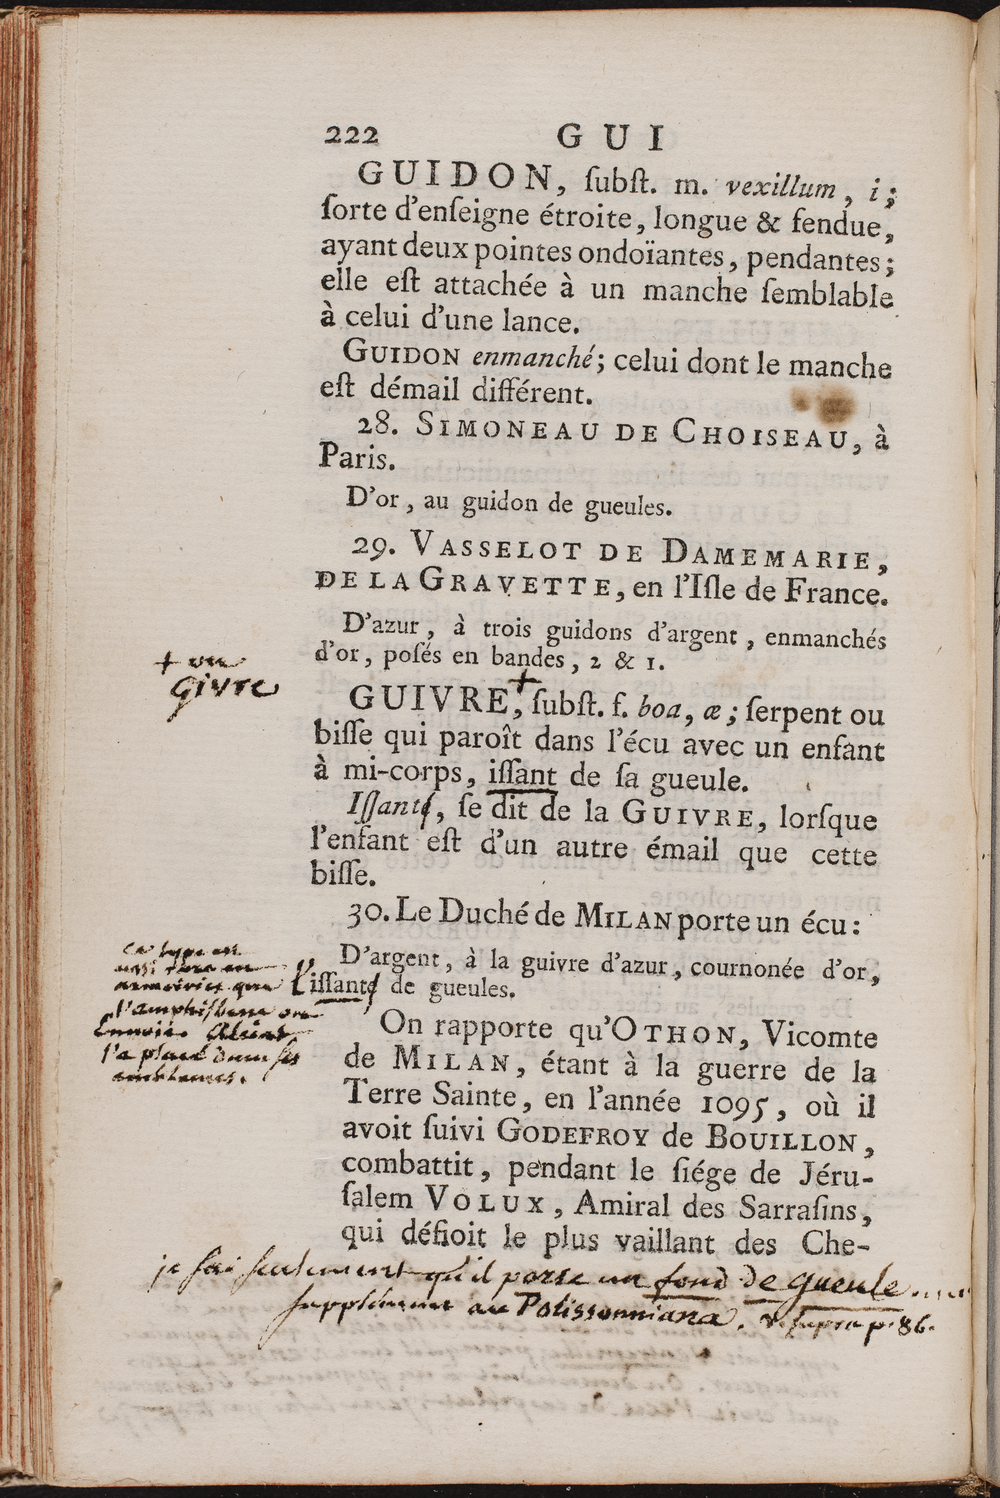 222 GUI
GUIDON, ſubſt. m. vexillum, i;
ſorte d'enſeigne étroite, longue & fendue,
ayant deux pointes ondoïantes, pendantes;
elle eſt attachée à un manche ſemblable
à celui d'une lance.
GUIDON enmanché; celui dont le manche
eſt démail différent.
28. SIMONEAU DE CHOISEAU, à
Paris.
D'or, au guidon de gueules.
29. VASSELOT DE DAMEMARIE,
DE LA GRAVETTE, en l'Iſle de France.
D'azur, à trois guidons d'argent, enmanchés
d'or, poſés en bandes, 2 & 1.
+ ou
givre
GUIVRE,+ ſubſt. f. boa, æ; ſerpent ou
biſſe qui paroît dans l'écu avec un enfant
à mi-corps, iſſant de ſa gueule.
Iſſant, ſe dit de la GUIVRE, lorſque
l'enfant eſt d'un autre émail que cette
biſſe.
30. Le Duché de MILAN porte un écu:
D'argent, à la guivre d'azur, cournonée d'or,
l'iſſant de gueules.
ce type est
armoiries que
l'amphisbene ou
Alciat
l'a placé dans ses
emblemes.
On rapporte qu'OTHON, Vicomte
de MILAN, étant à la guerre de la
Terre Sainte, en l'année 1095, où il
avoit ſuivi GODEFROY de BOUILLON,
combattit, pendant le ſiége de Jéru-
ſalem VOLUX, Amiral des Sarraſins,
qui défioit le plus vaillant des Che-
je sçai seulement qu'il porte un fond de gueule....
supplément au Polissonniana. v. supra p. 86.